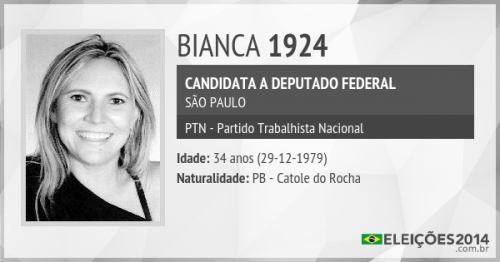 BIANCA 1924
CANDIDATA A DEPUTADO FEDERAL
SÃO PAULO
PTN - Partido Trabalhista Nacional
Idade: 34 anos (29-12-1979)
Naturalidade: PB - Catole do Rocha
ELEIÇÕES2014
.com.br